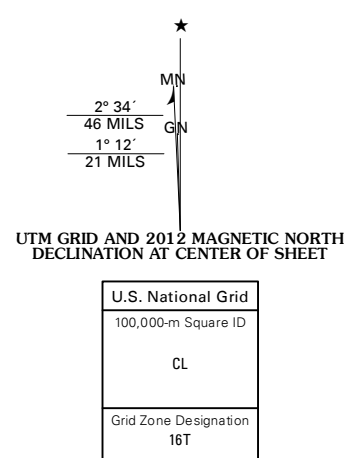 ★
MN
2° 34´
46 MILS
GN
1° 12´
21 MILS
UTM GRID AND 2012 MAGNETIC NORTH
DECLINATION AT CENTER OF SHEET
U.S. National Grid
100,000-m Square ID
CL
Grid Zone Designation
16T